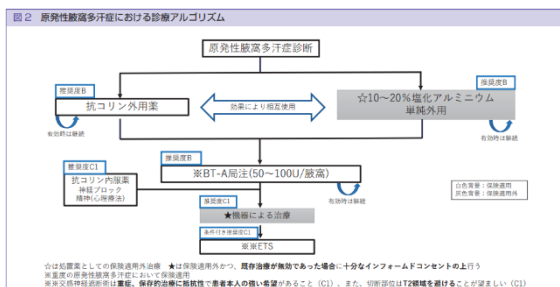 図2 原発性腋窩多汗症における診療アルゴリズム
原発性腋窩多汗症診断
推奨度B
抗コリン外用薬
有効時は継続
効果により相互使用
推奨度B
☆10～20%塩化アルミニウム
単純外用
有効時は継続
推奨度C1
抗コリン内服薬
神経ブロック
精神(心理療法)
推奨度B
※BT-A局注(50～100U/腋窩)
有効時は継続
白色背景：保険適用
灰色背景：保険適用外
推奨度C1
★機器による治療
条件付き推奨度C1
※※ETS
☆は処置薬としての保険適用外治療 ★は保険適用外かつ、既存治療が無効であった場合に十分なインフォームドコンセントの上行う
※重度の原発性腋窩多汗症において保険適用
※※交感神経遮断術は重症、保存的治療に抵抗性で患者本人の強い希望があること（C1）、また、切断部位はT2領域を避けることが望ましい（C1）